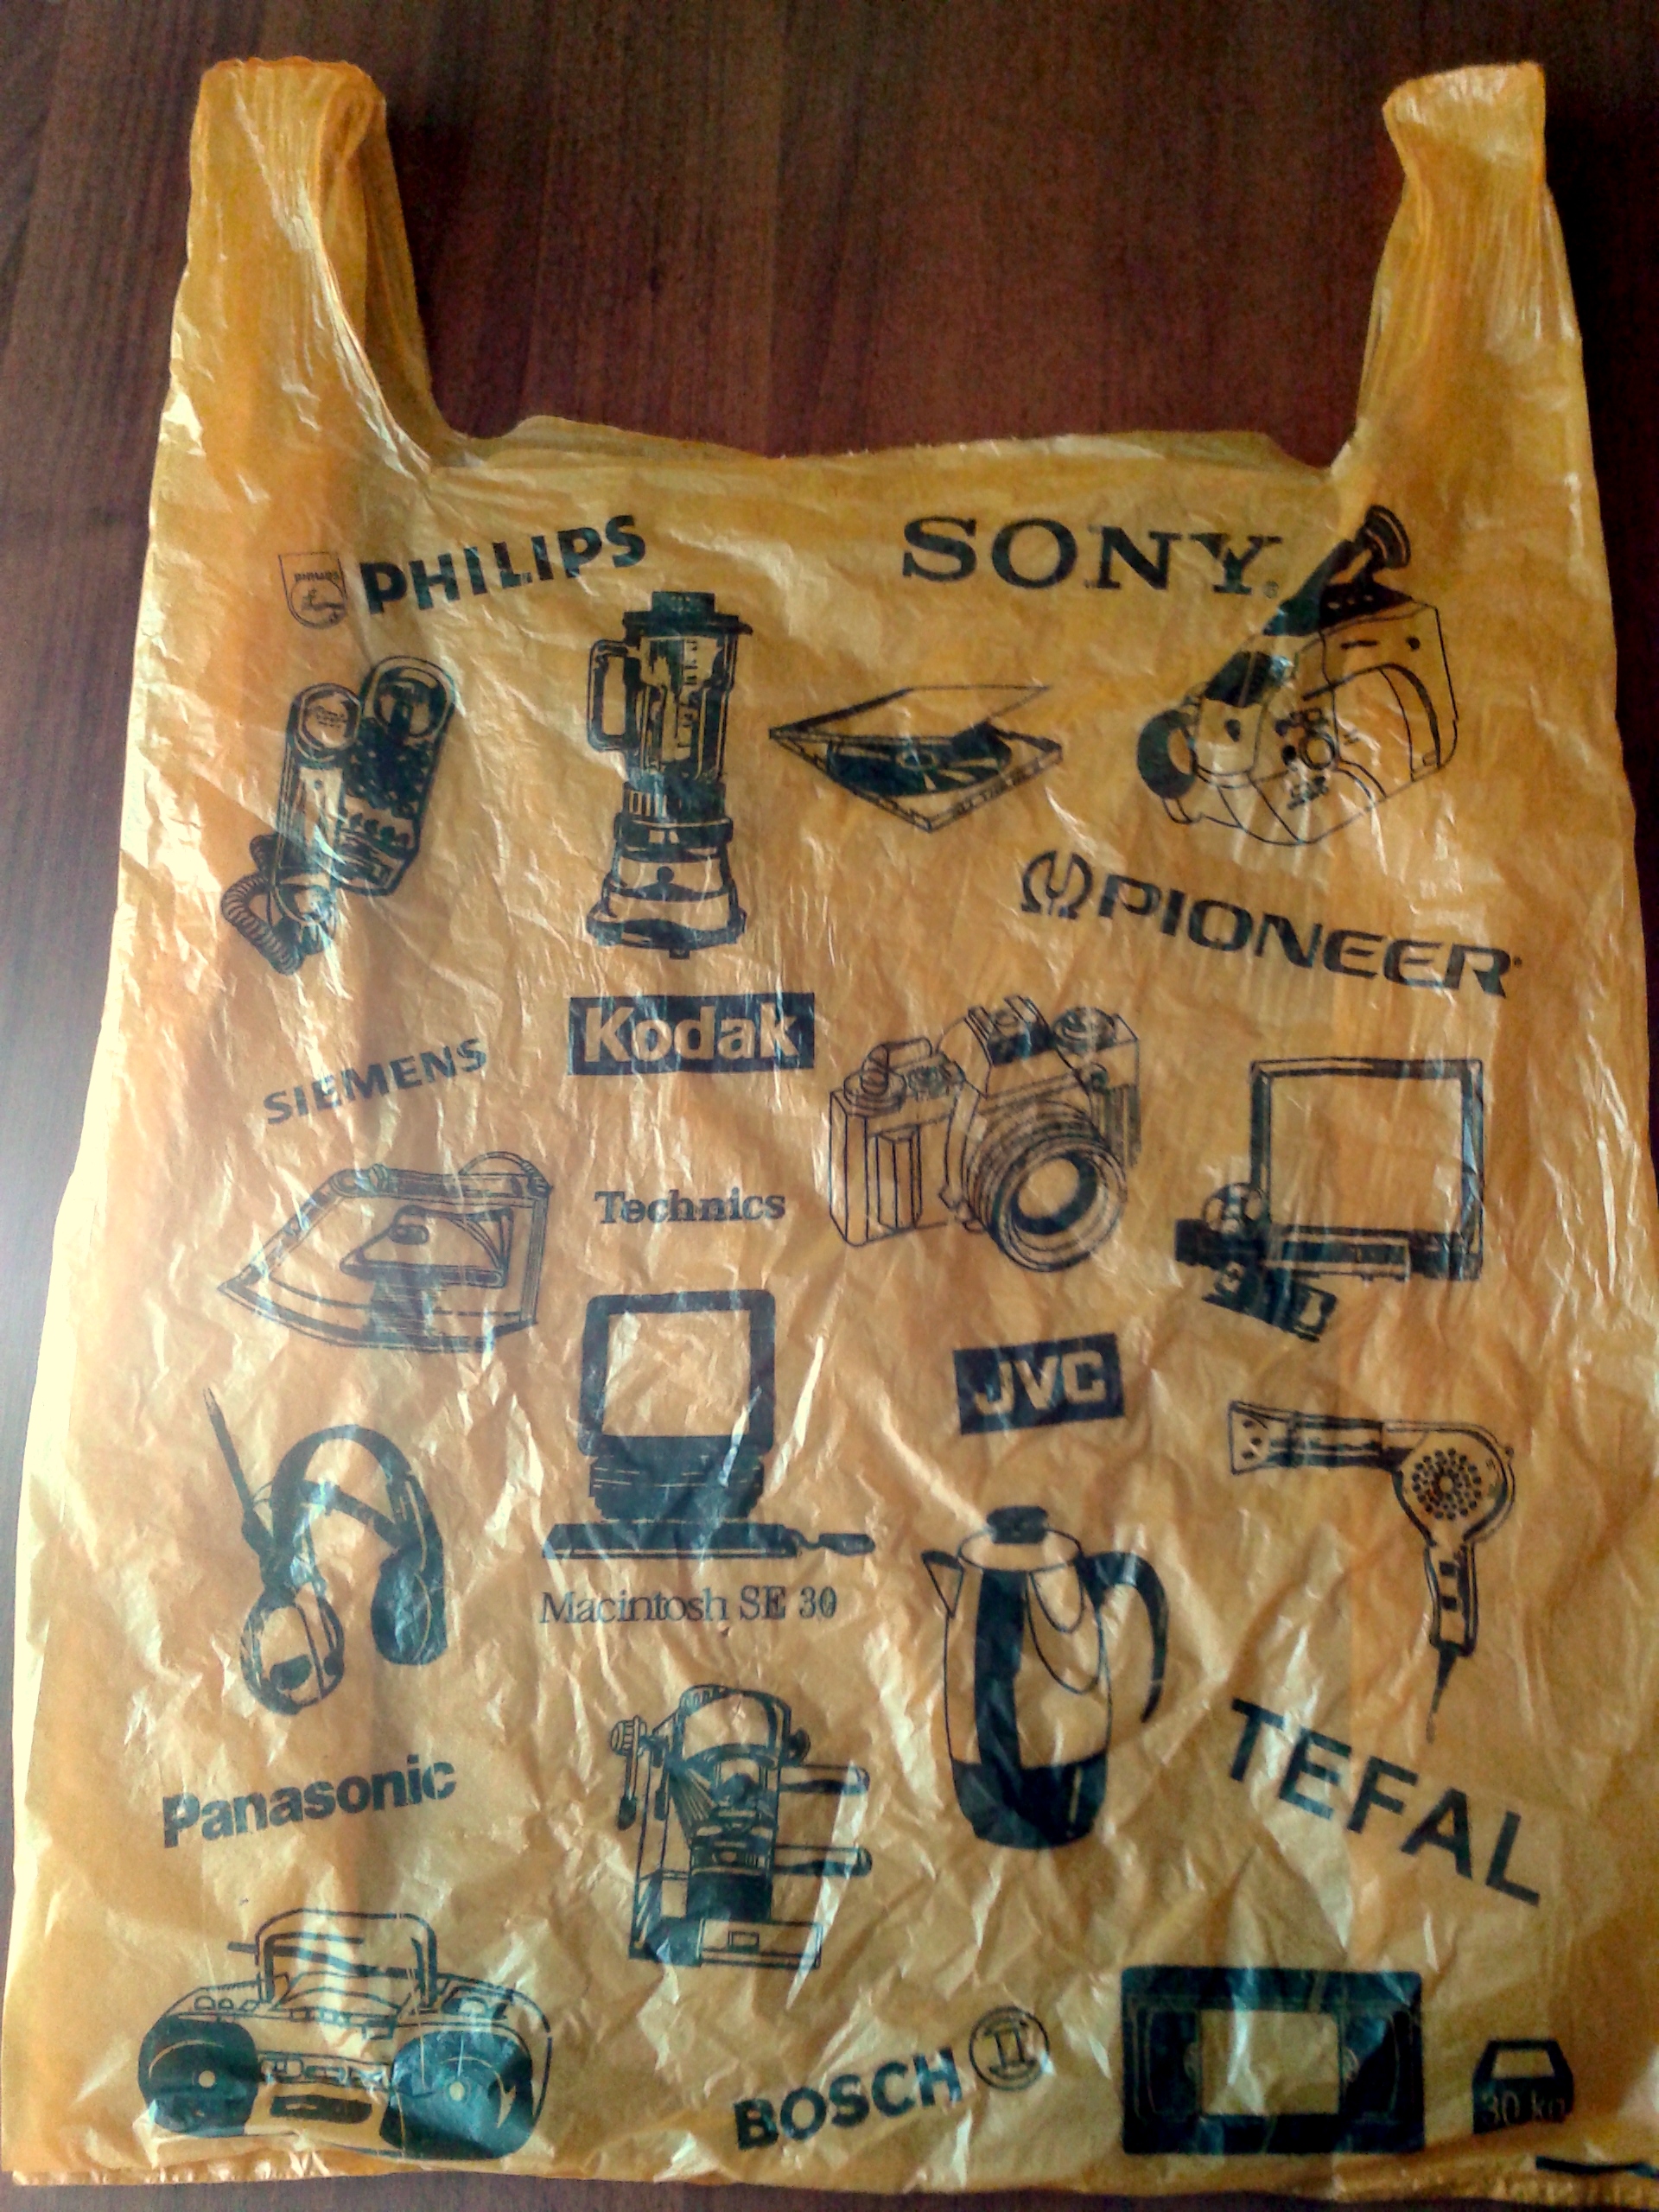 PHILIPS
SONY
PIONEER
Kodak
SIEMENS
Technics
JVC
Macintosh SE 30
TEFAL
Panasonic
BOSCH
30 kg